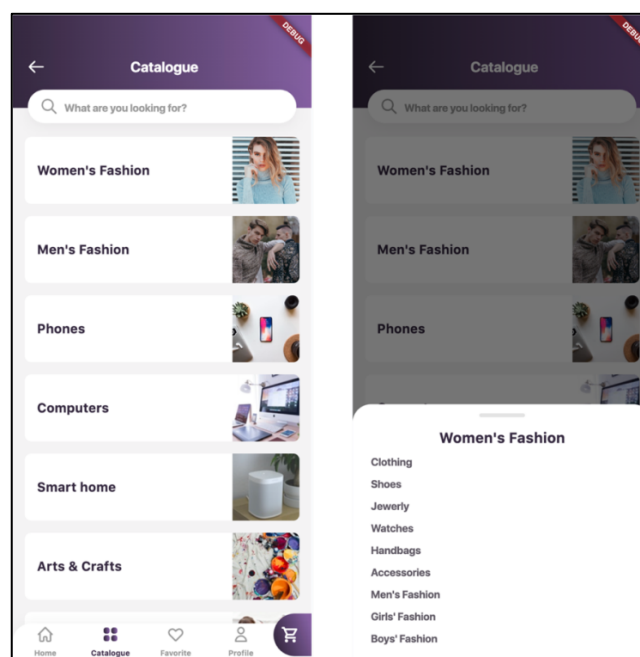 DEBUG
Catalogue
What are you looking for?
Women's Fashion
Men's Fashion
Phones
Computers
Smart home
Arts & Crafts
Home
Catalogue
Favorite
Profile
DEBUG
Catalogue
What are you looking for?
Women's Fashion
Men's Fashion
Phones
Women's Fashion
Clothing
Shoes
Jewerly
Watches
Handbags
Accessories
Men's Fashion
Girls' Fashion
Boys' Fashion